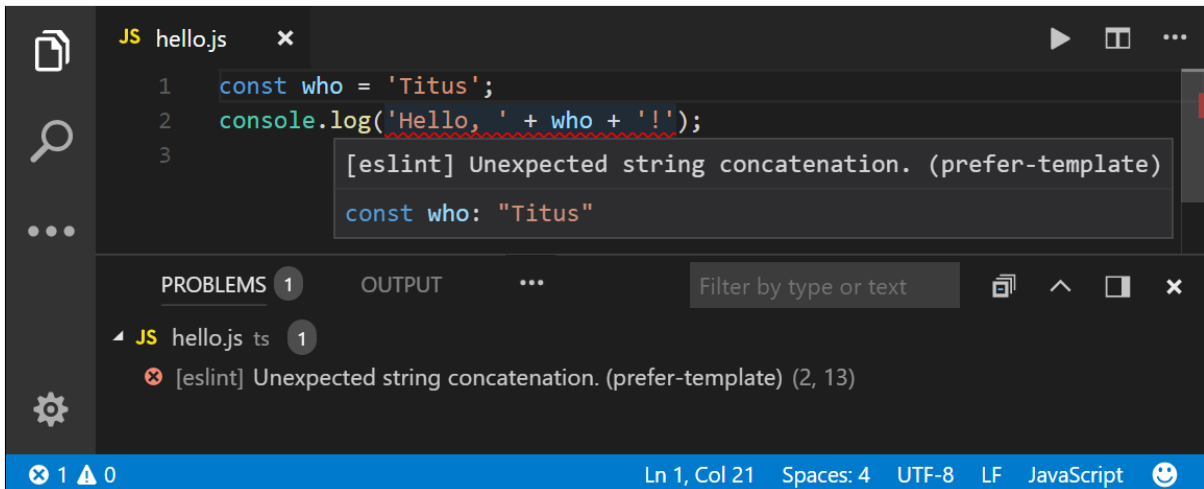 JS hello.js
1 const who = 'Titus';
2 console.log('Hello, ' + who + '!');
3
[eslint] Unexpected string concatenation. (prefer-template)
const who: "Titus"
PROBLEMS 1 OUTPUT ••• Filter by type or text
JS hello.js ts 1
[eslint] Unexpected string concatenation. (prefer-template) (2, 13)
1 0 Ln 1, Col 21 Spaces: 4 UTF-8 LF JavaScript